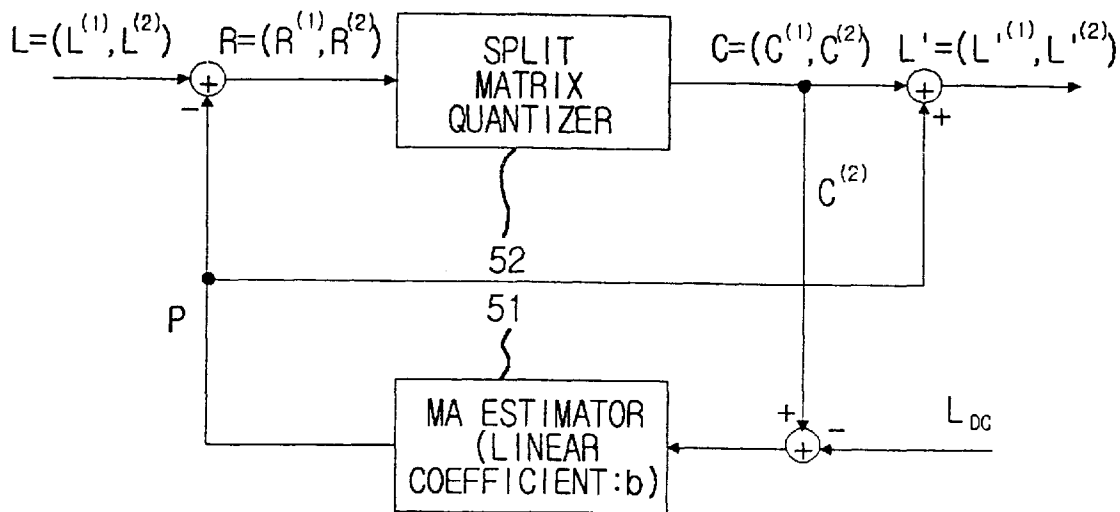 L=(L⁽¹⁾,L⁽²⁾)
R=(R⁽¹⁾,R⁽²⁾)
SPLIT
MATRIX
QUANTIZER
C=(C⁽¹⁾,C⁽²⁾)
L'=(L'⁽¹⁾,L'⁽²⁾)
+
−
+
+
C⁽²⁾
52
51
P
MA ESTIMATOR
(LINEAR
COEFFICIENT:b)
+
+
−
L_DC